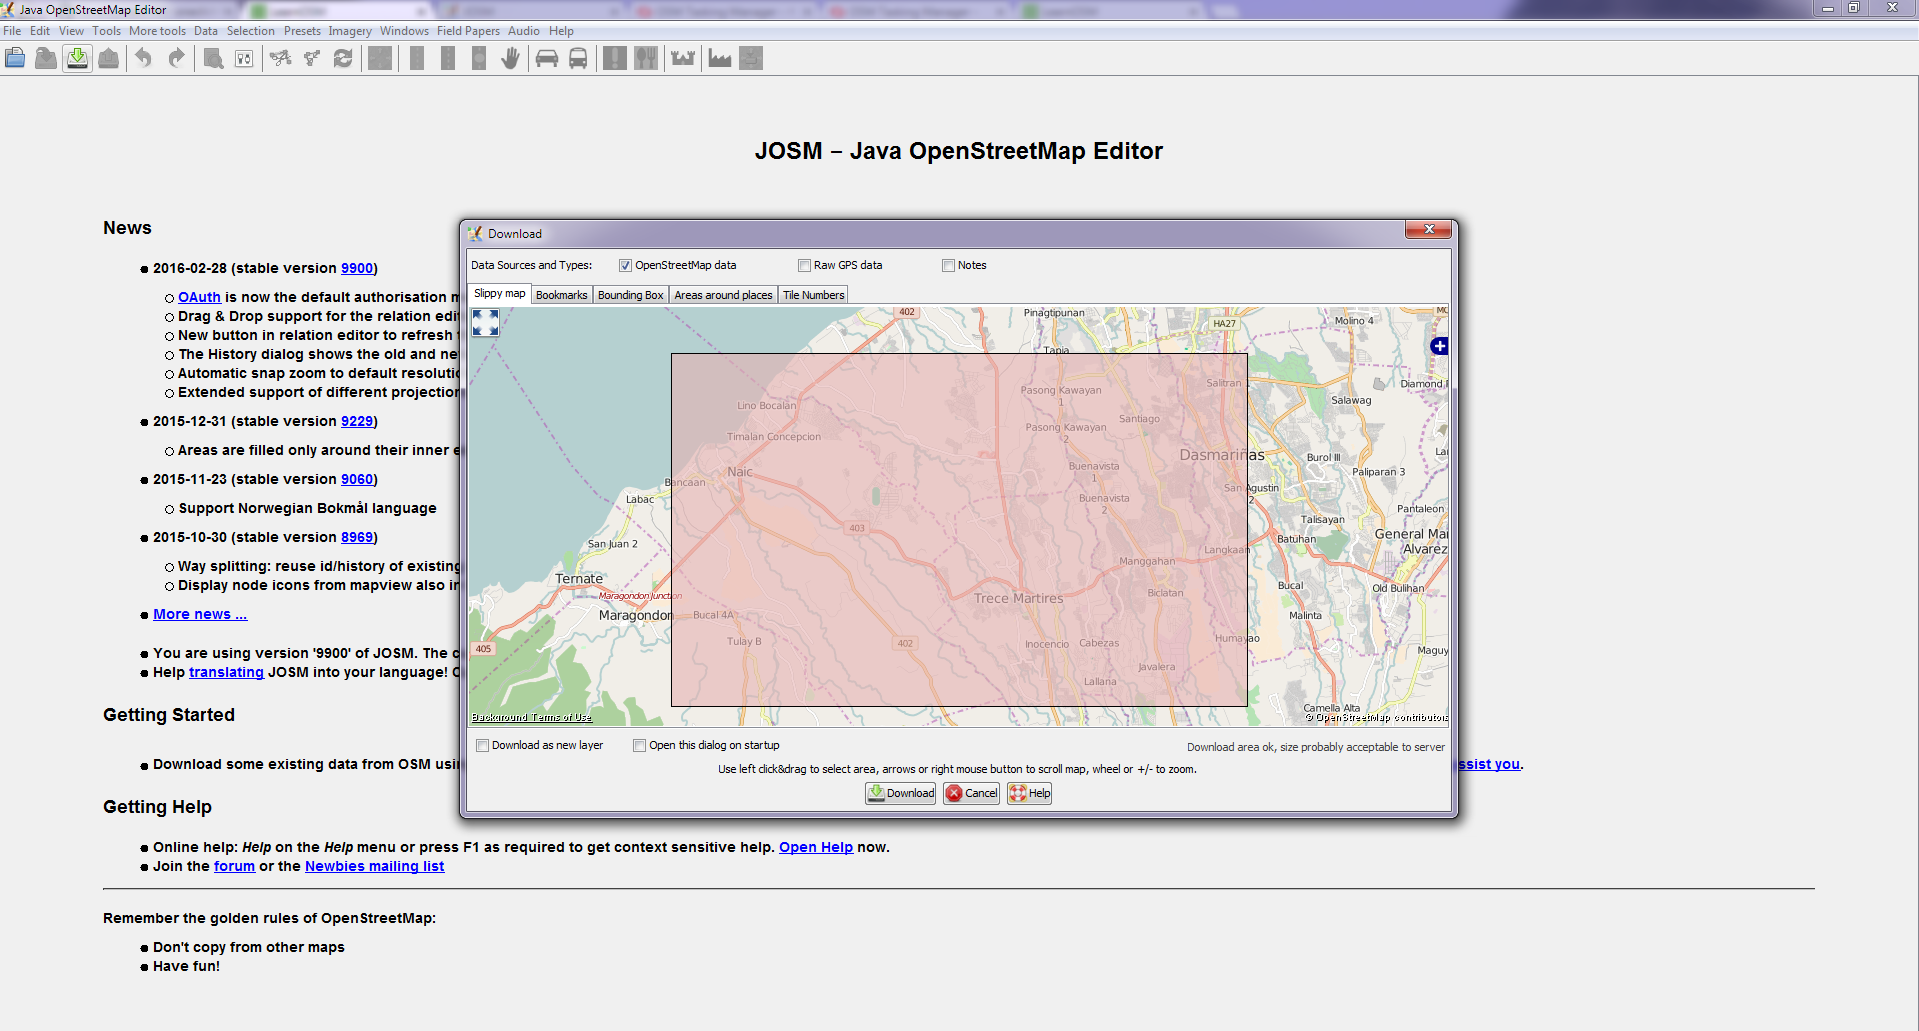 Java OpenStreetMap Editor
File Edit View Tools More tools Data Selection Presets Imagery Windows Field Papers Audio Help
JOSM – Java OpenStreetMap Editor
News
2016-02-28 (stable version 9900)
OAuth is now the default authorisation m
Drag & Drop support for the relation edit
New button in relation editor to refresh t
The History dialog shows the old and ne
Automatic snap zoom to default resolutio
Extended support of different projection
2015-12-31 (stable version 9229)
Areas are filled only around their inner e
2015-11-23 (stable version 9060)
Support Norwegian Bokmål language
2015-10-30 (stable version 8969)
Way splitting: reuse id/history of existing
Display node icons from mapview also in
More news ...
You are using version '9900' of JOSM. The c
Help translating JOSM into your language! C
Getting Started
Download some existing data from OSM usin
ssist you.
Getting Help
Online help: Help on the Help menu or press F1 as required to get context sensitive help. Open Help now.
Join the forum or the Newbies mailing list
Remember the golden rules of OpenStreetMap:
Don't copy from other maps
Have fun!
Download
Data Sources and Types: OpenStreetMap data Raw GPS data Notes
Slippy map Bookmarks Bounding Box Areas around places Tile Numbers
402
Pinagtipunan
HA27
Molino 4
MC
Tapia
Salitran
Diamond
Pasong Kawayan
1
Salawag
Lino Bocalan
Santiago
Timalan Concepcion
Pasong Kawayan
2
Dasmariñas
Burol III
Naic
Buenavista
1
Paliparan 3
Bancaan
San Agustin
2
Labac
Buenavista
2
Pantaleon
Talisayan
403
General Ma
Alvarez
San Juan 2
Batuhan
Langkaan
Manggahan
Ternate
Bucal
Old Bulihan
Maragondon Junction
Trece Martires
Biclatan
Maragondon
Bucal 4A
Malinta
Tulay B
402
Inocencio
Cabezas
Humayao
405
Maguy
Javalera
Lallana
Camella Alta
Background Terms of Use
© OpenStreetMap contributors
Download as new layer Open this dialog on startup
Download area ok, size probably acceptable to server
Use left click&drag to select area, arrows or right mouse button to scroll map, wheel or +/- to zoom.
Download Cancel Help